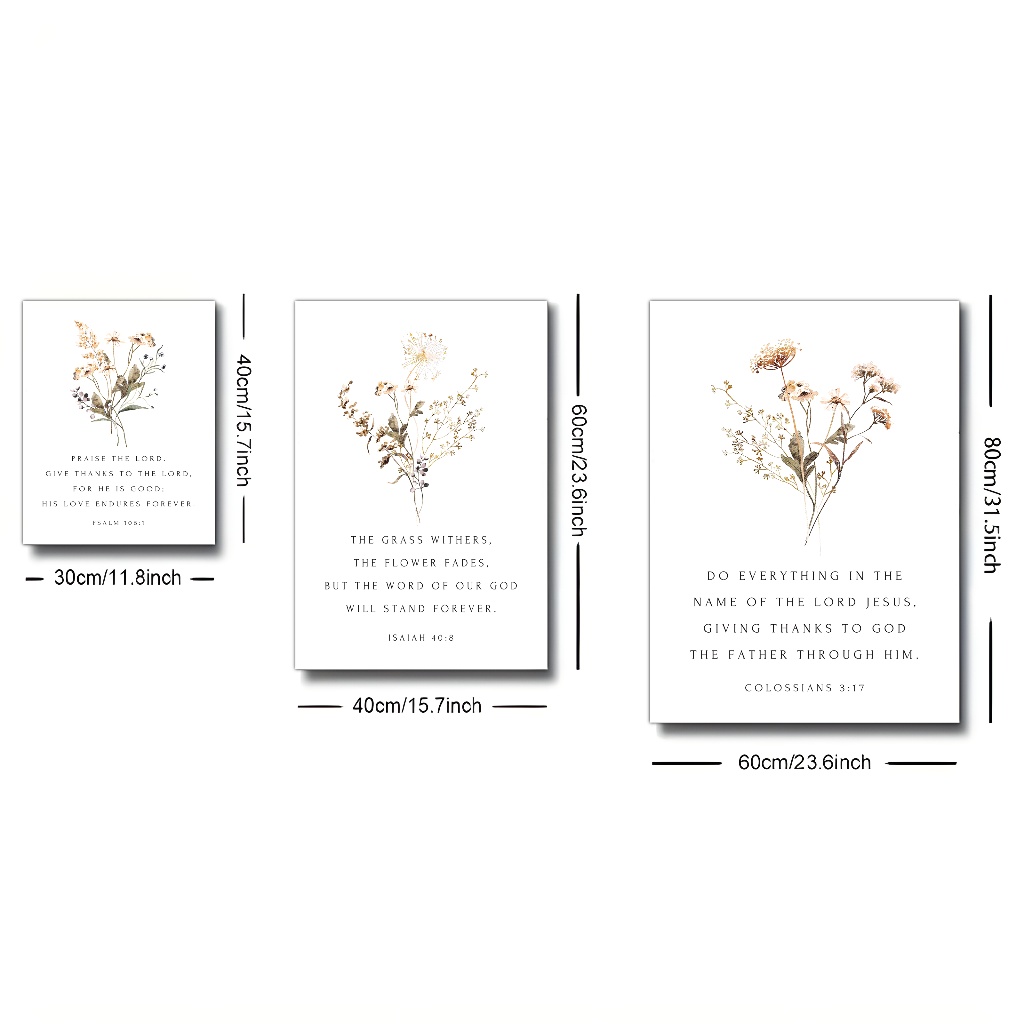 PRAISE THE LORD.
GIVE THANKS TO THE LORD,
FOR HE IS GOOD;
HIS LOVE ENDURES FOREVER
PSALM 106:1
40cm/15.7inch
30cm/11.8inch
THE GRASS WITHERS,
THE FLOWER FADES,
BUT THE WORD OF OUR GOD
WILL STAND FOREVER.
ISAIAH 40:8
60cm/23.6inch
40cm/15.7inch
DO EVERYTHING IN THE
NAME OF THE LORD JESUS,
GIVING THANKS TO GOD
THE FATHER THROUGH HIM.
COLOSSIANS 3:17
80cm/31.5inch
60cm/23.6inch